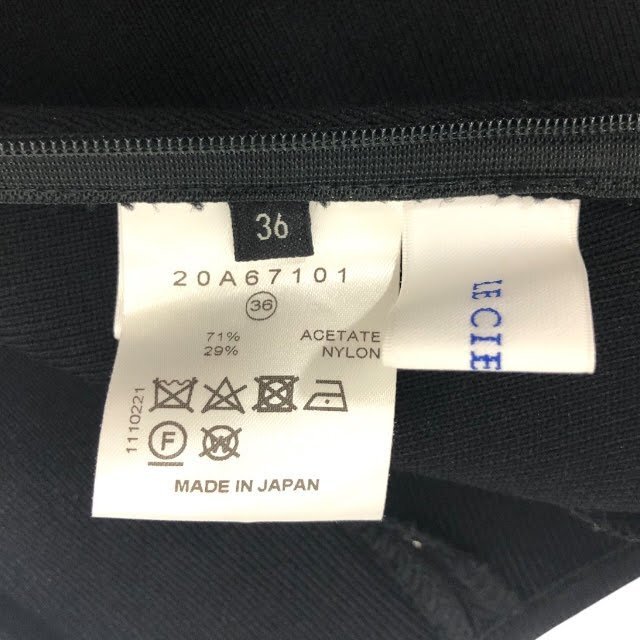 36
20A67101
36
71% ACETATE
29% NYLON
1110221
F
W
MADE IN JAPAN
LE CIE